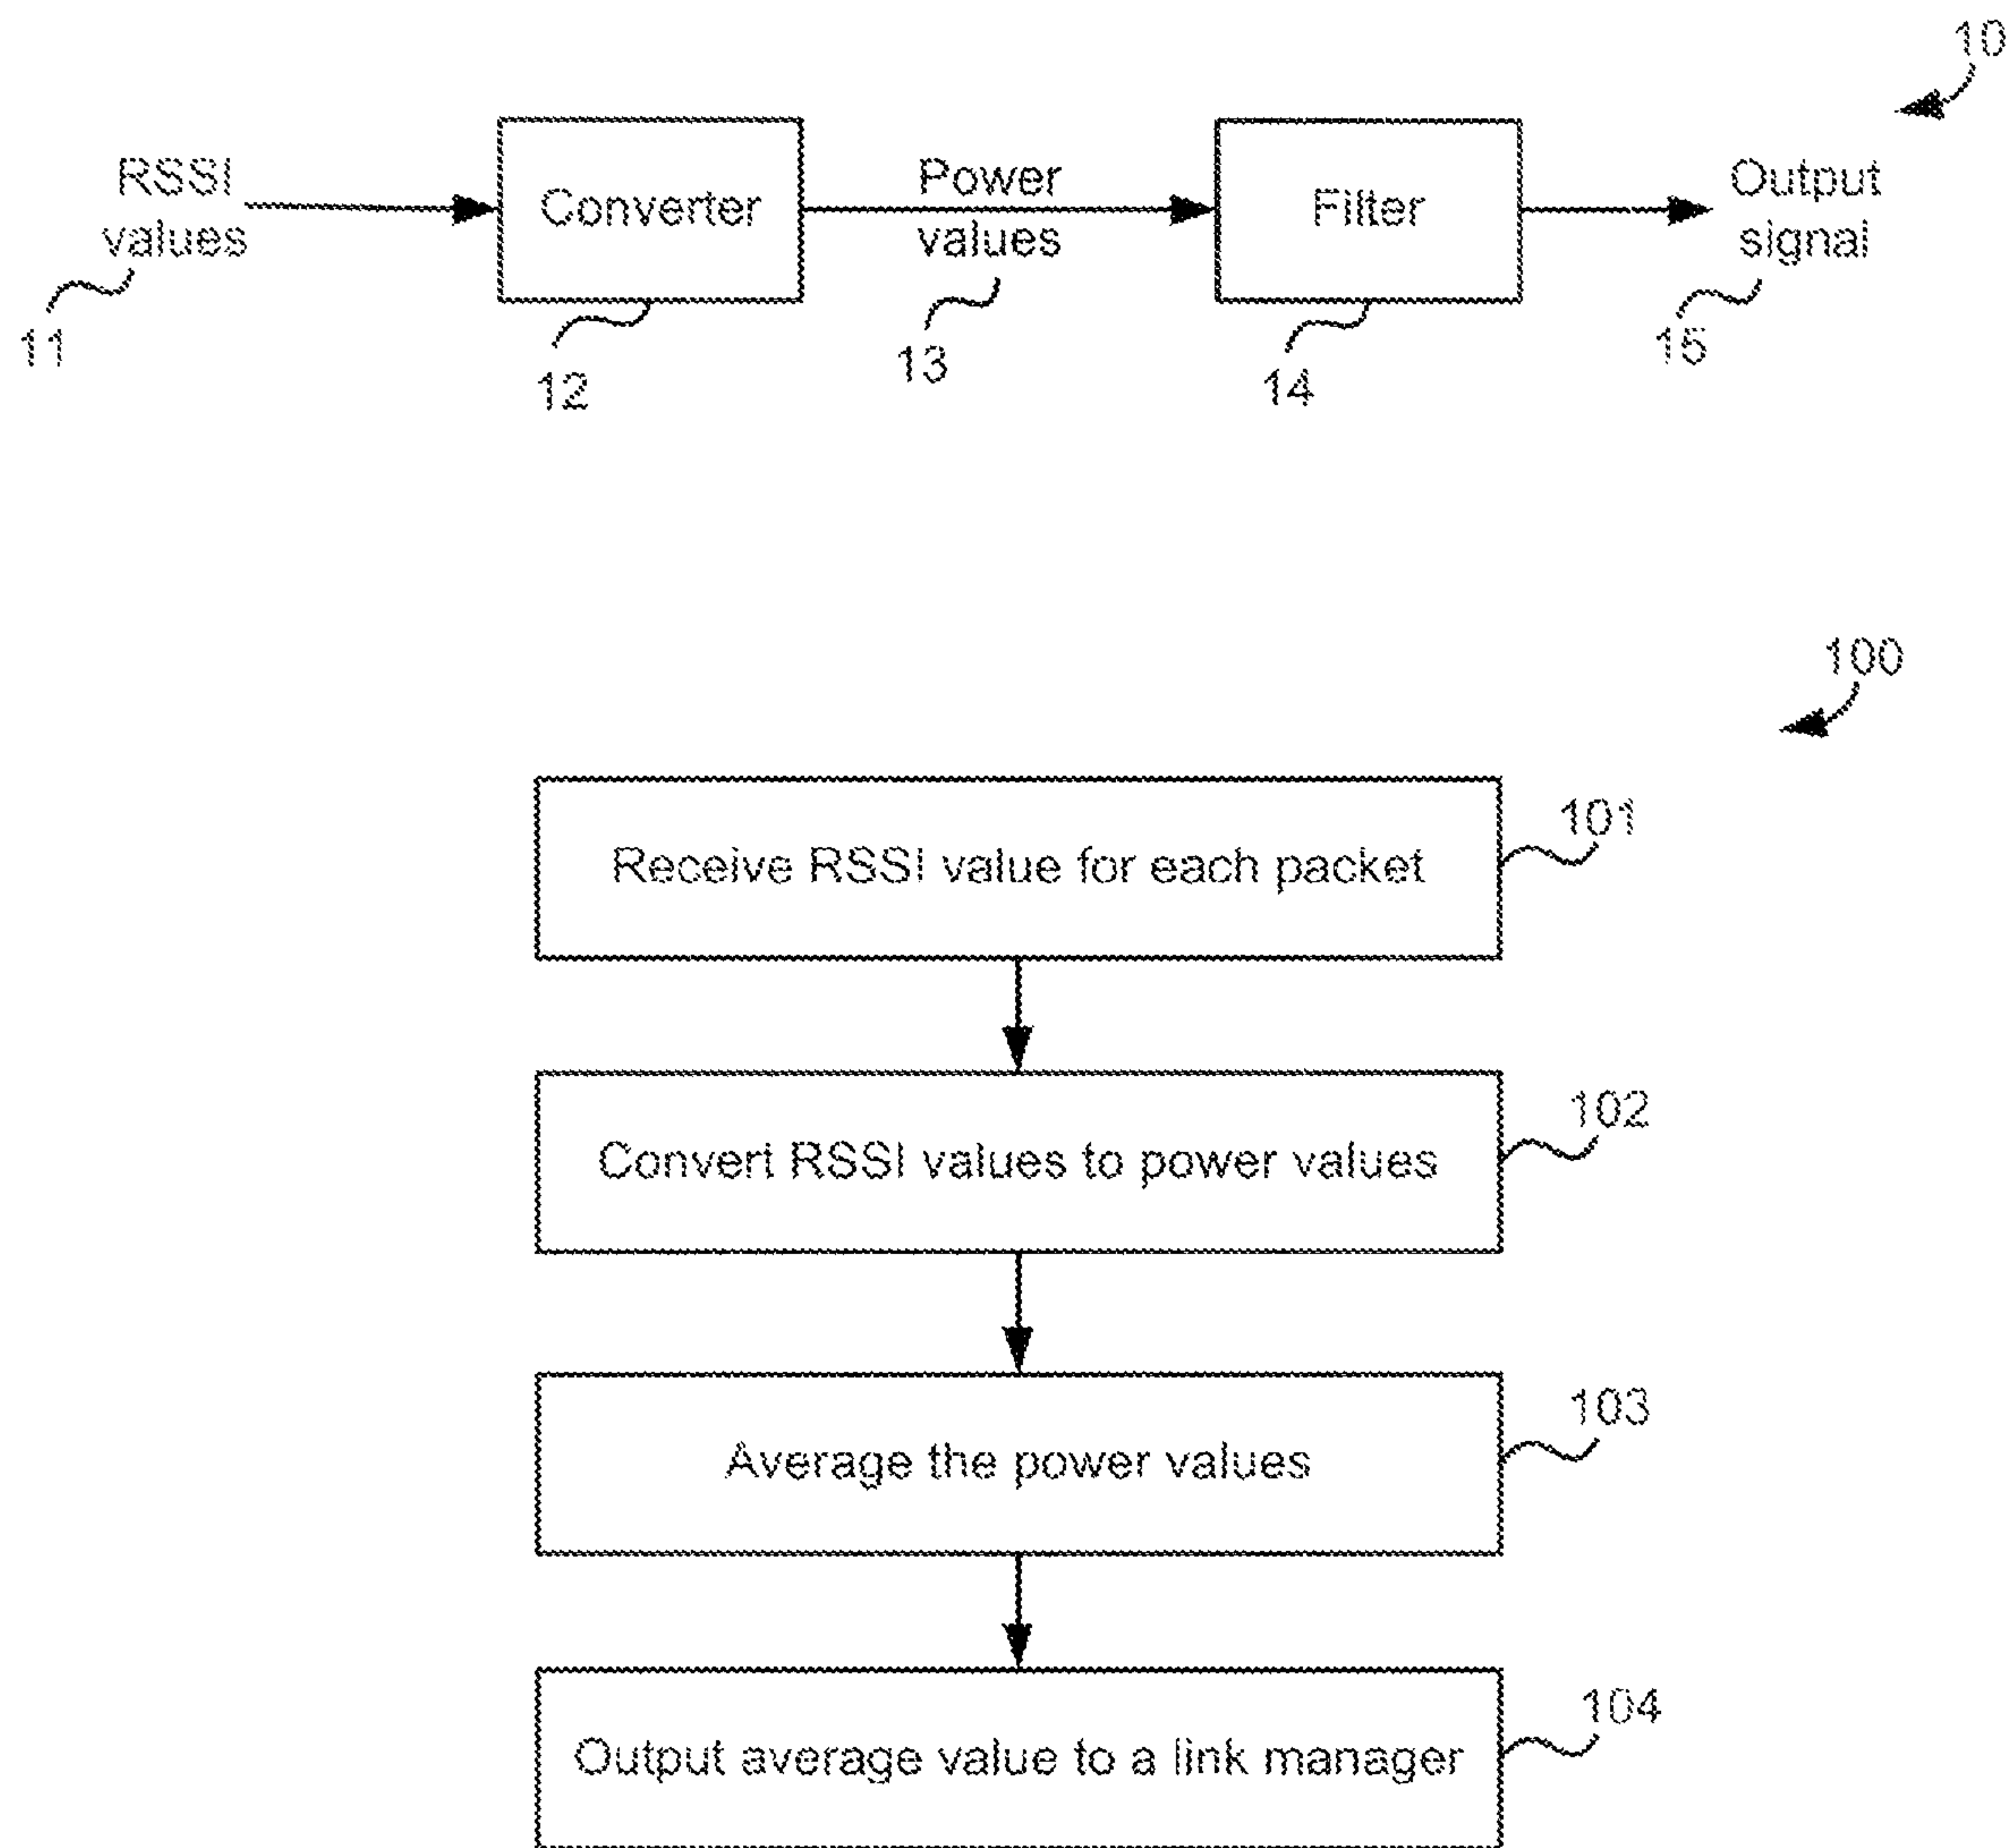 10
RSSI
values
Converter
Power
values
Filter
Output
signal
11
12
13
14
15
100
Receive RSSI value for each packet
101
Convert RSSI values to power values
102
Average the power values
103
Output average value to a link manager
104